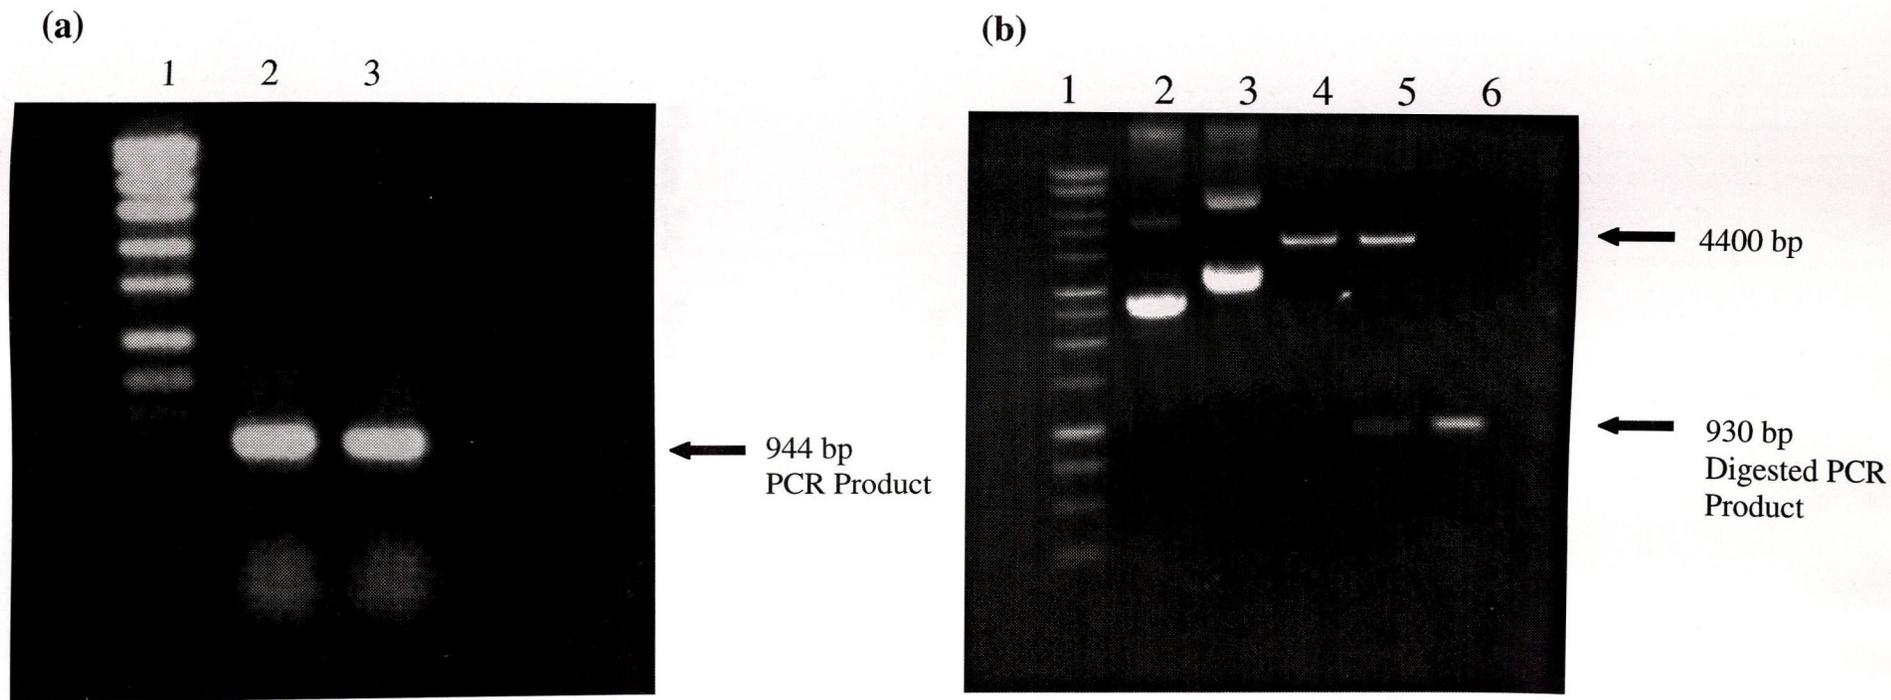 (a)
1 2 3
944 bp
PCR Product
(b)
1 2 3 4 5 6
4400 bp
930 bp
Digested PCR
Product